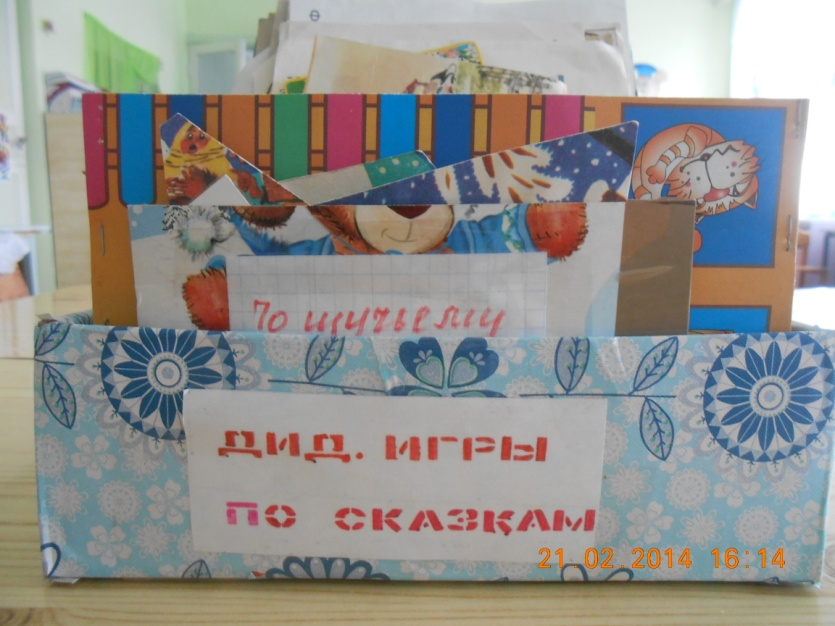 По щучьему
ДИД. ИГРЫ
ПО СКАЗКАМ
21.02.2014 16:14